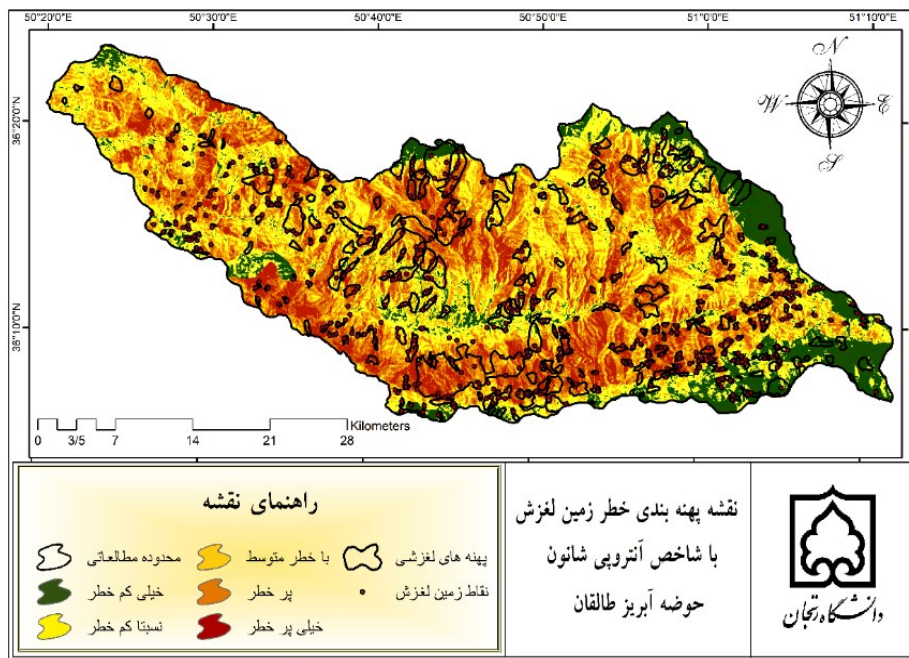 50°20'0"E
50°30'0"E
50°40'0"E
50°50'0"E
51°0'0"E
51°10'0"E
36°20'0"N
36°10'0"N
N
W
E
S
Kilometers
0 3/5 7 14 21 28
راهنمای نقشه
پهنه های لغزشی
با خطر متوسط
محدوده مطالعاتی
نقاط زمین لغزش
پر خطر
خیلی کم خطر
خیلی پر خطر
نسبتا کم خطر
نقشه پهنه بندی خطر زمین لغزش
با شاخص آنتروپی شانون
حوضه آبریز طالقان
دانشگاه زنجان